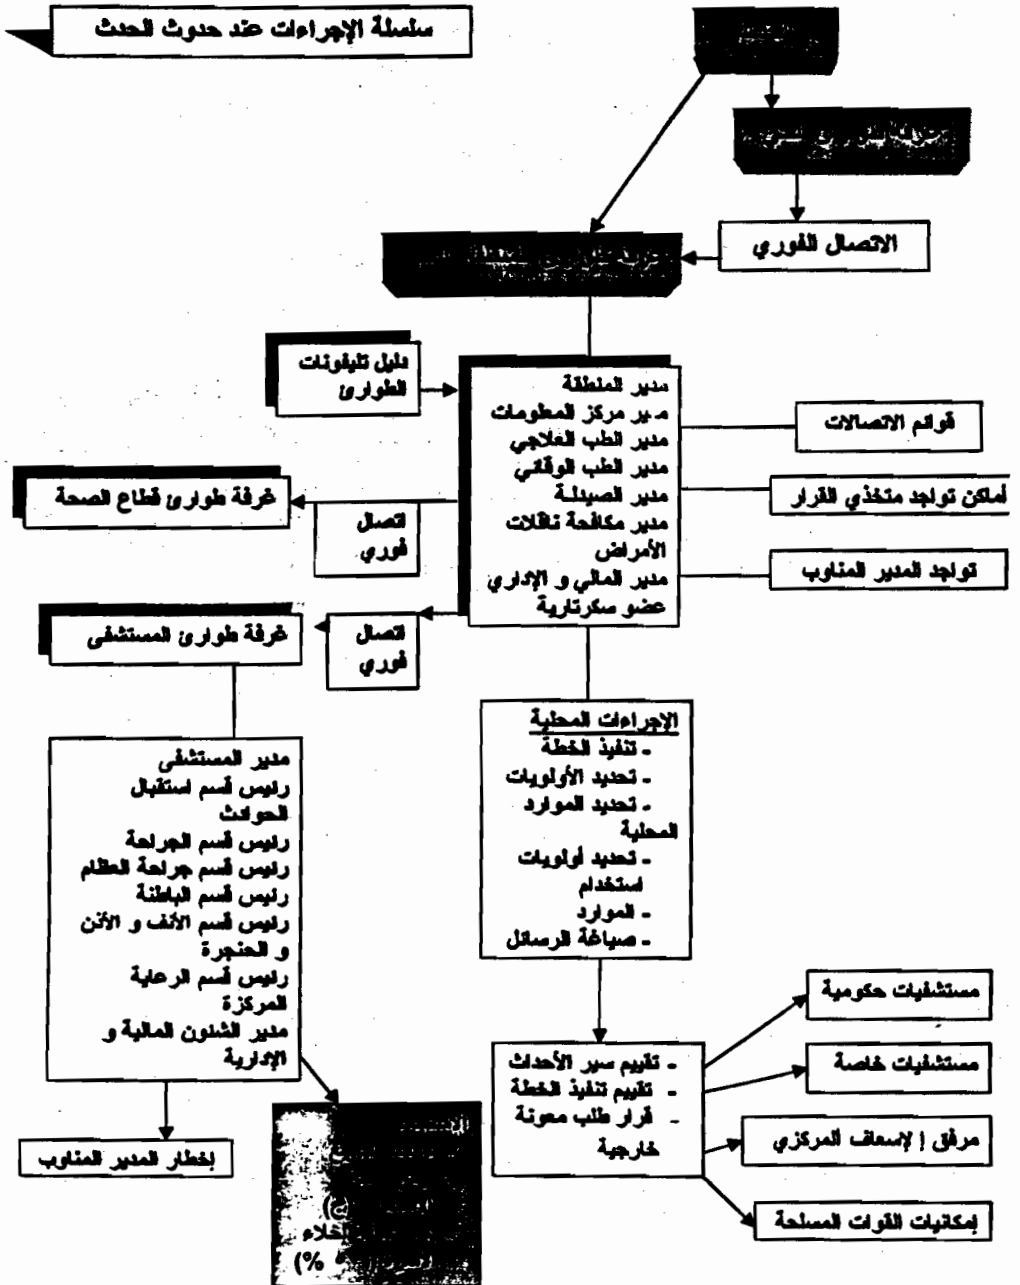 سلسلة الإجراءات عند حدوث الحدث
الاتصال الفوري
دليل تليفونات
الطوارئ
مدير المنطقة
مدير مركز المعلومات
مدير الطب العلاجي
مدير الطب الوقائي
مدير الصيدلة
مدير مكافحة ناقلات
الأمراض
مدير المالي و الإداري
عضو سكرتارية
قوائم الاتصالات
أماكن تواجد متخذي القرار
تواجد المدير المناوب
غرفة طوارئ قطاع الصحة
اتصال
فوري
غرفة طوارئ المستشفى
اتصال
فوري
الإجراءات المحلية
- تنفيذ الخطة
- تحديد الأولويات
- تحديد الموارد
المحلية
- تحديد أولويات
استخدام
- الموارد
- صياغة الرسائل
مدير المستشفى
رئيس قسم استقبال
الحوادث
رئيس قسم الجراحة
رئيس قسم جراحة العظام
رئيس قسم الباطنة
رئيس قسم الأنف و الأذن
و الحنجرة
رئيس قسم الرعاية
المركزة
مدير الشئون المالية و
الإدارية
- تقييم سير الأحداث
- تقييم تنفيذ الخطة
- قرار طلب معونة
خارجية
مستشفيات حكومية
مستشفيات خاصة
مرفق الإسعاف المركزي
إمكانيات القوات المسلحة
إخطار المدير المناوب
إخلاء
% )